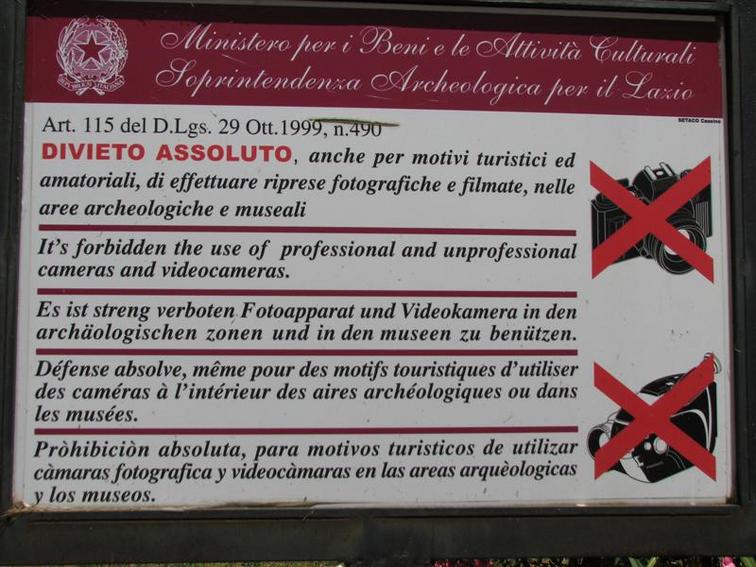 Ministero per i Beni e le Attività Culturali
Soprintendenza Archeologica per il Lazio
REPVBBLICA ITALIANA
SETACO Cassino
Art. 115 del D.Lgs. 29 Ott.1999, n.490
DIVIETO ASSOLUTO, anche per motivi turistici ed
amatoriali, di effettuare riprese fotografiche e filmate, nelle
aree archeologiche e museali
It's forbidden the use of professional and unprofessional
cameras and videocameras.
Es ist streng verboten Fotoapparat und Videokamera in den
archäologischen zonen und in den museen zu benützen.
Défense absolve, même pour des motifs touristiques d'utiliser
des caméras à l'intérieur des aires archéologiques ou dans
les musées.
Pròhibiciòn absoluta, para motivos turisticos de utilizar
càmaras fotografica y videocàmaras en las areas arquèologicas
y los museos.